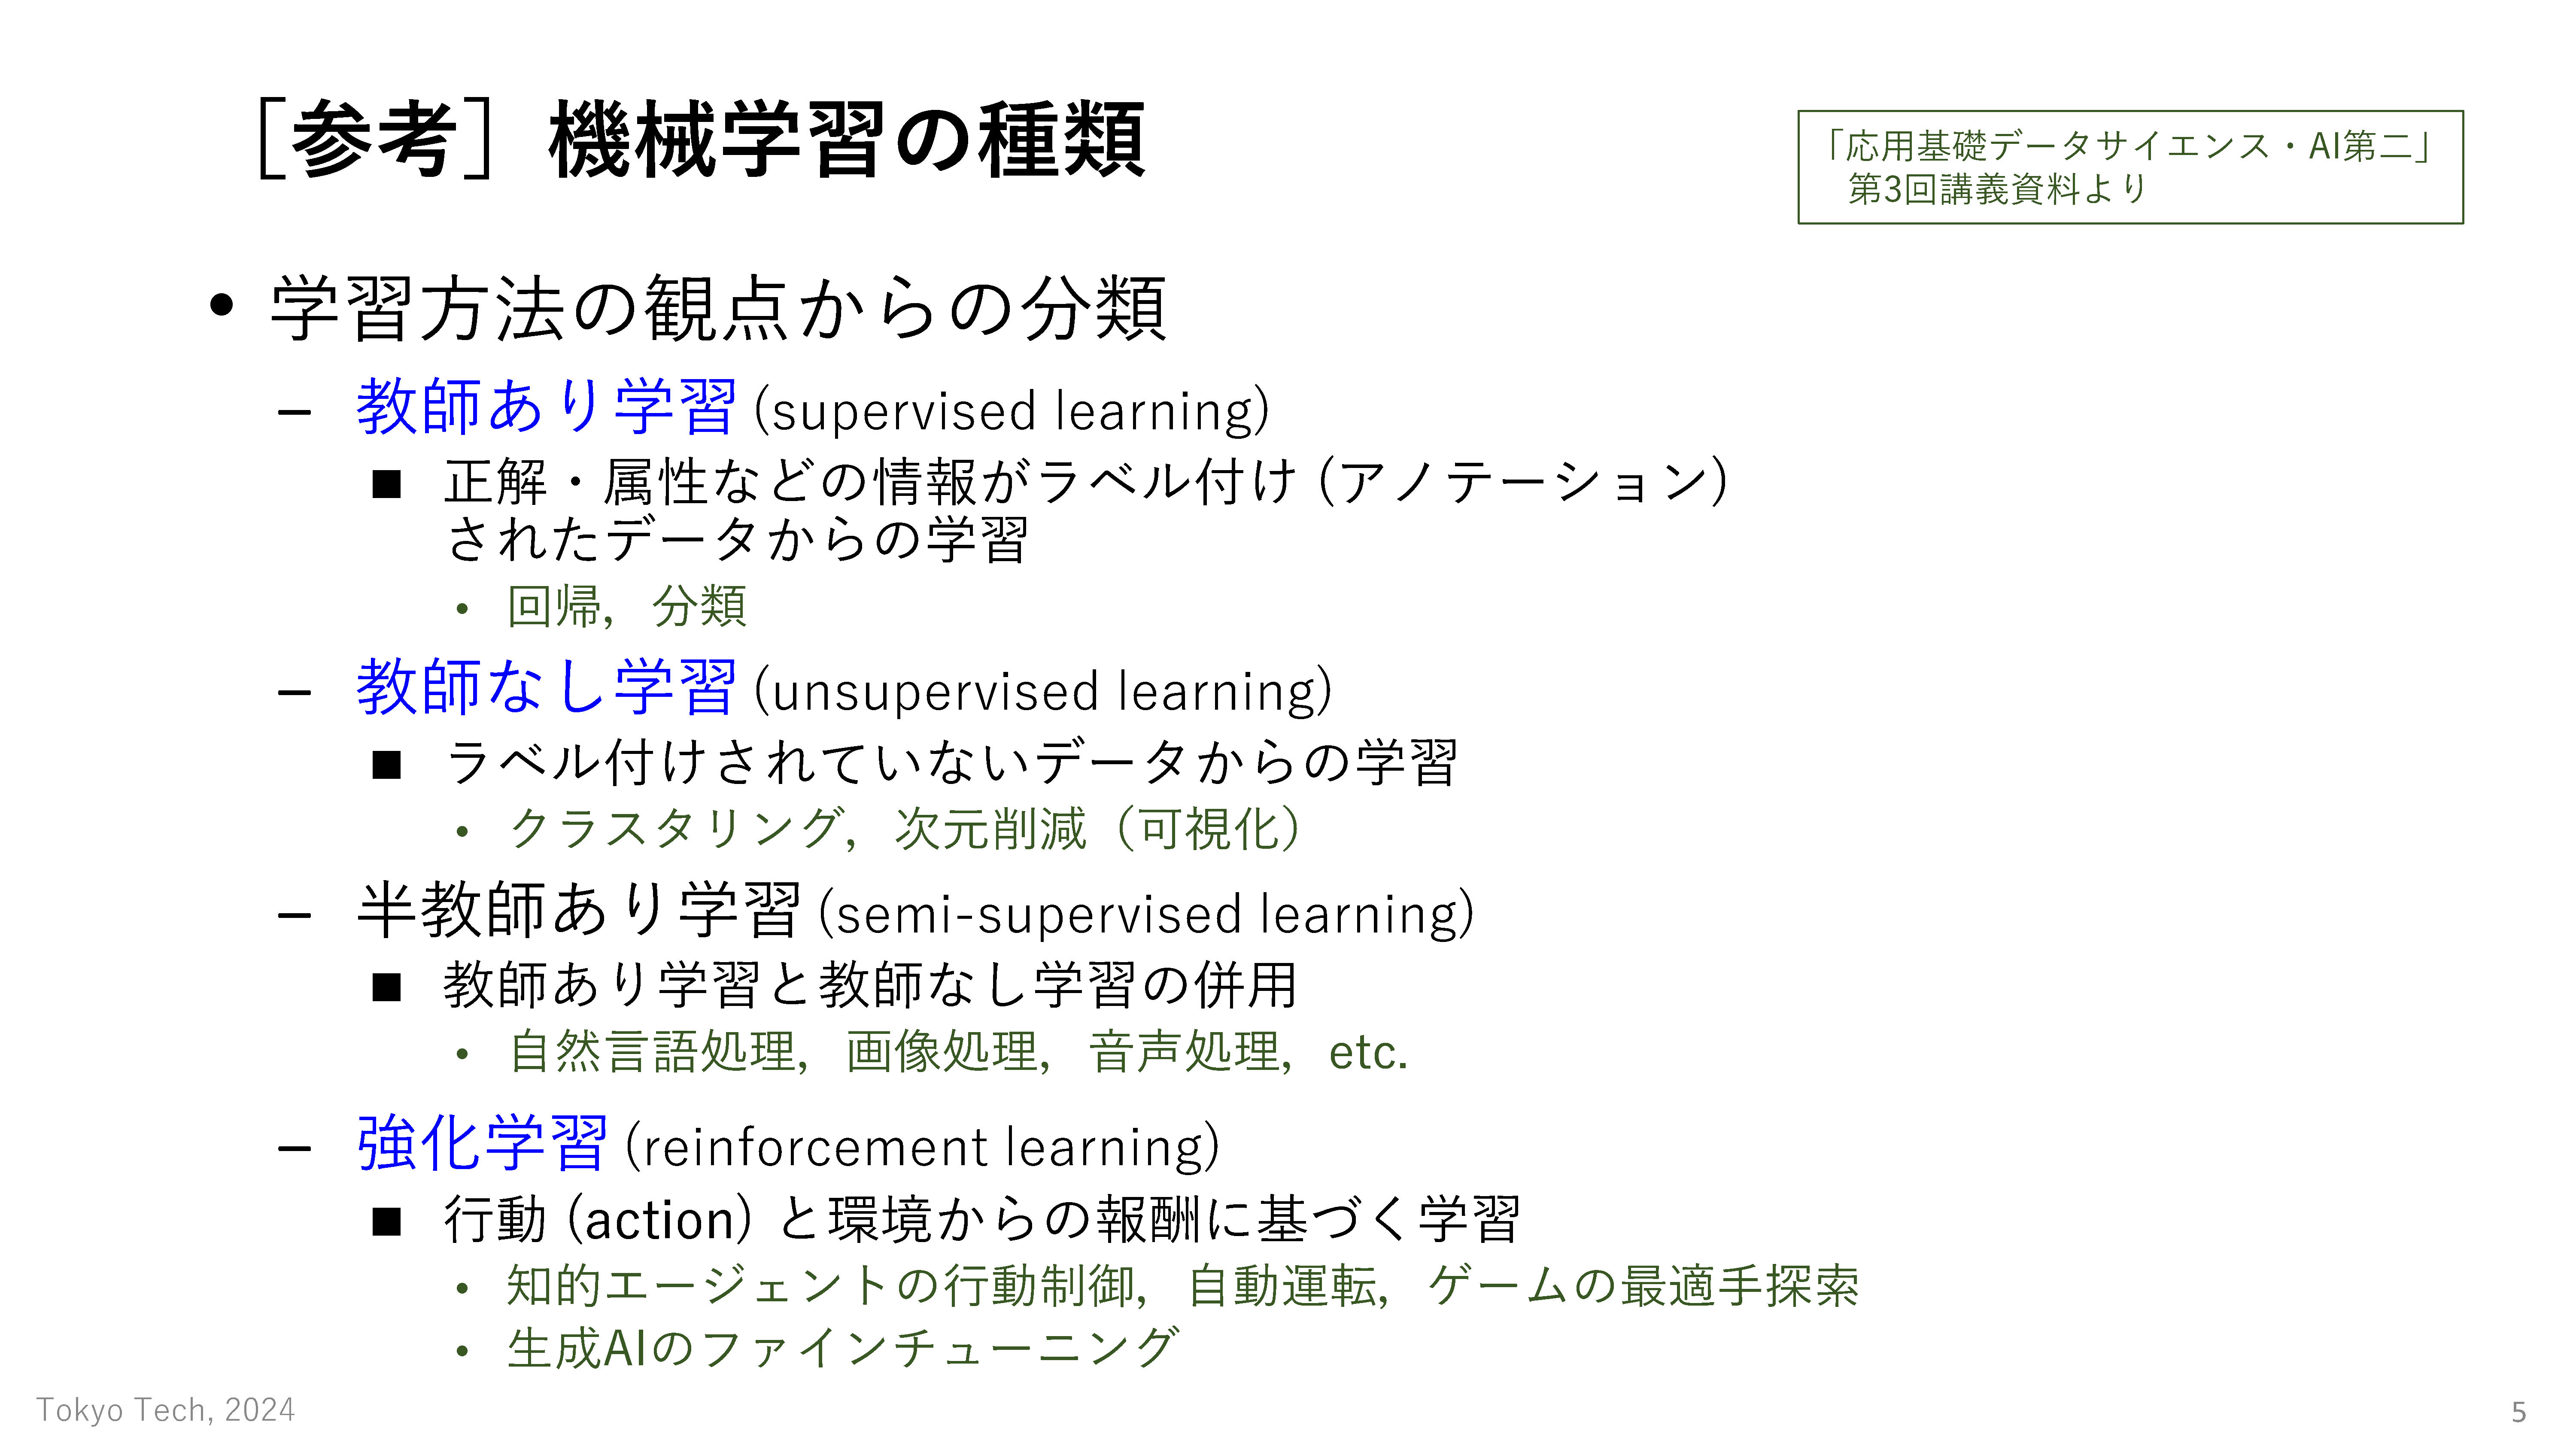 ［参考］機械学習の種類
「応用基礎データサイエンス・AI第二」
第3回講義資料より
• 学習方法の観点からの分類
– 教師あり学習 (supervised learning)
■ 正解・属性などの情報がラベル付け (アノテーション)
されたデータからの学習
• 回帰，分類
– 教師なし学習 (unsupervised learning)
■ ラベル付けされていないデータからの学習
• クラスタリング，次元削減（可視化）
– 半教師あり学習 (semi-supervised learning)
■ 教師あり学習と教師なし学習の併用
• 自然言語処理，画像処理，音声処理，etc.
– 強化学習 (reinforcement learning)
■ 行動 (action) と環境からの報酬に基づく学習
• 知的エージェントの行動制御，自動運転，ゲームの最適手探索
• 生成AIのファインチューニング
Tokyo Tech, 2024
5